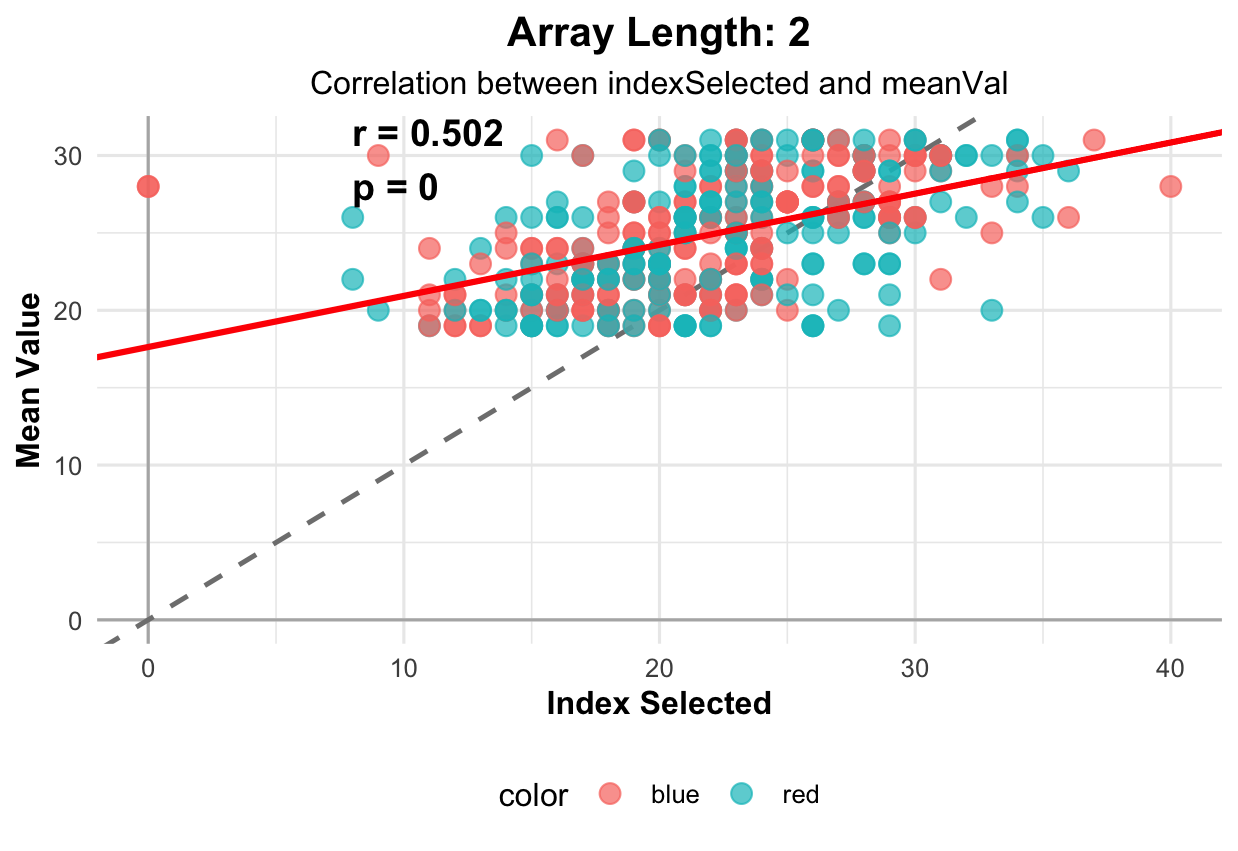 Array Length: 2
Correlation between indexSelected and meanVal
r = 0.502
p = 0
Mean Value
30
20
10
0
0 10 20 30 40
Index Selected
color blue red